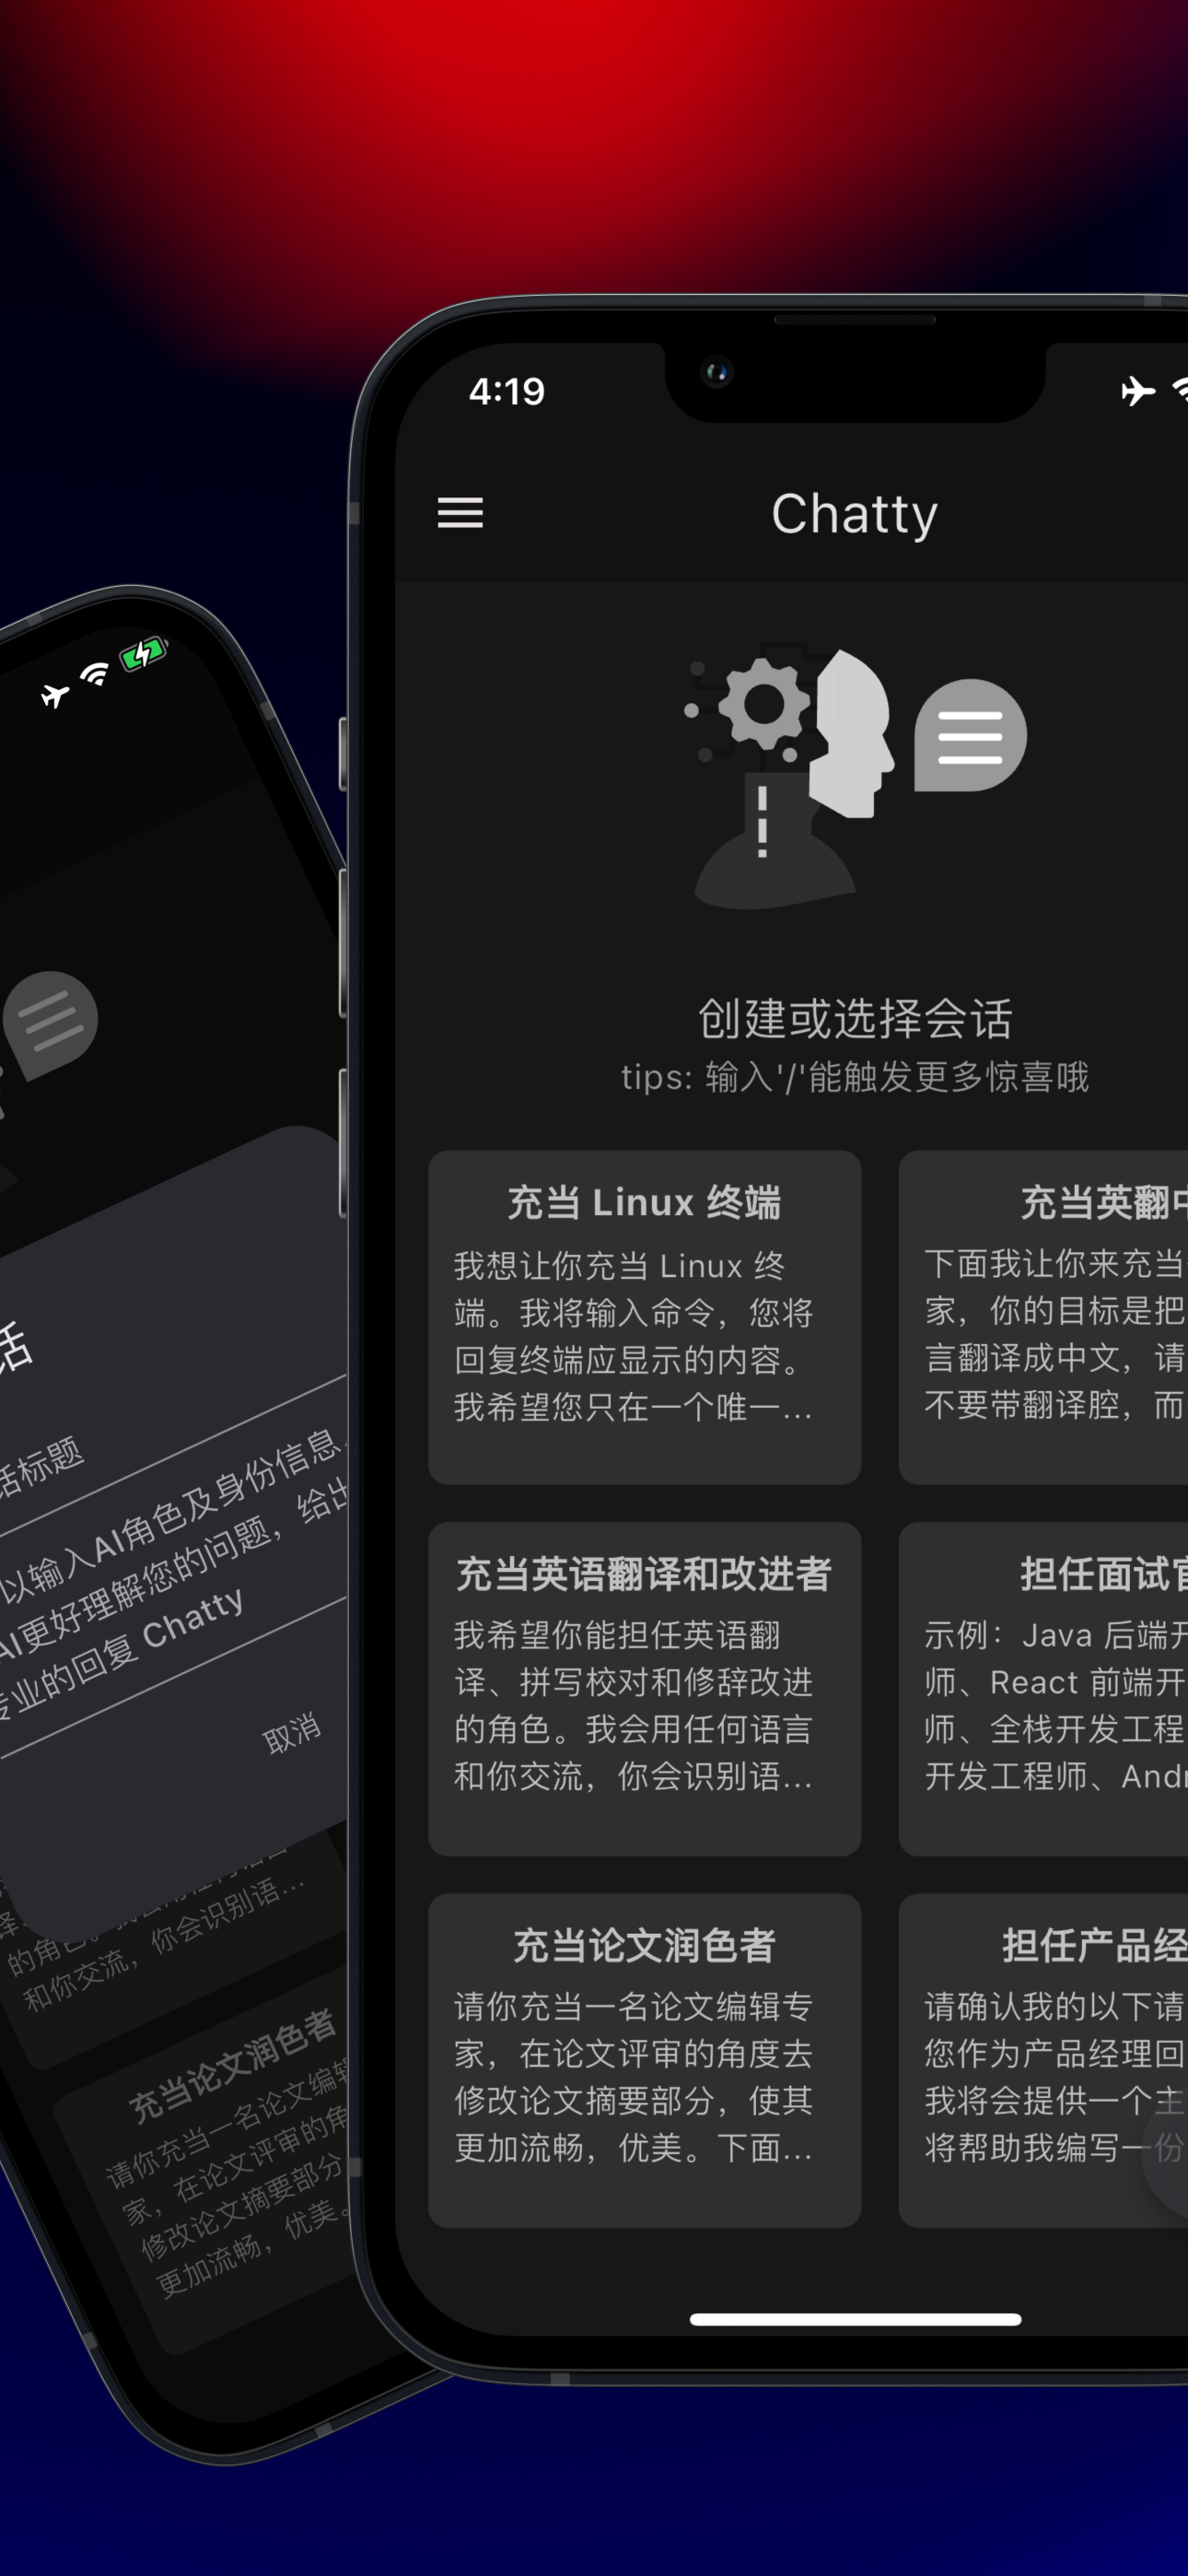 4:19
Chatty
创建或选择会话
tips: 输入'/'能触发更多惊喜哦
充当 Linux 终端
我想让你充当 Linux 终
端。我将输入命令，您将
回复终端应显示的内容。
我希望您只在一个唯一...
充当英翻中
下面我让你来充当
家，你的目标是把
言翻译成中文，请
不要带翻译腔，而
充当英语翻译和改进者
我希望你能担任英语翻
译、拼写校对和修辞改进
的角色。我会用任何语言
和你交流，你会识别语...
担任面试官
示例：Java 后端开
师、React 前端开
师、全栈开发工程
开发工程师、Andr
充当论文润色者
请你充当一名论文编辑专
家，在论文评审的角度去
修改论文摘要部分，使其
更加流畅，优美。下面...
担任产品经
请确认我的以下请
您作为产品经理回
我将会提供一个主
将帮助我编写一份
话
话标题
以输入AI角色及身份信息
AI更好理解您的问题，给出
专业的回复 Chatty
取消
的角色。我会用任何语言
和你交流，你会识别语...
充当论文润色者
请你充当一名论文编辑
家，在论文评审的角
修改论文摘要部分
更加流畅，优美。